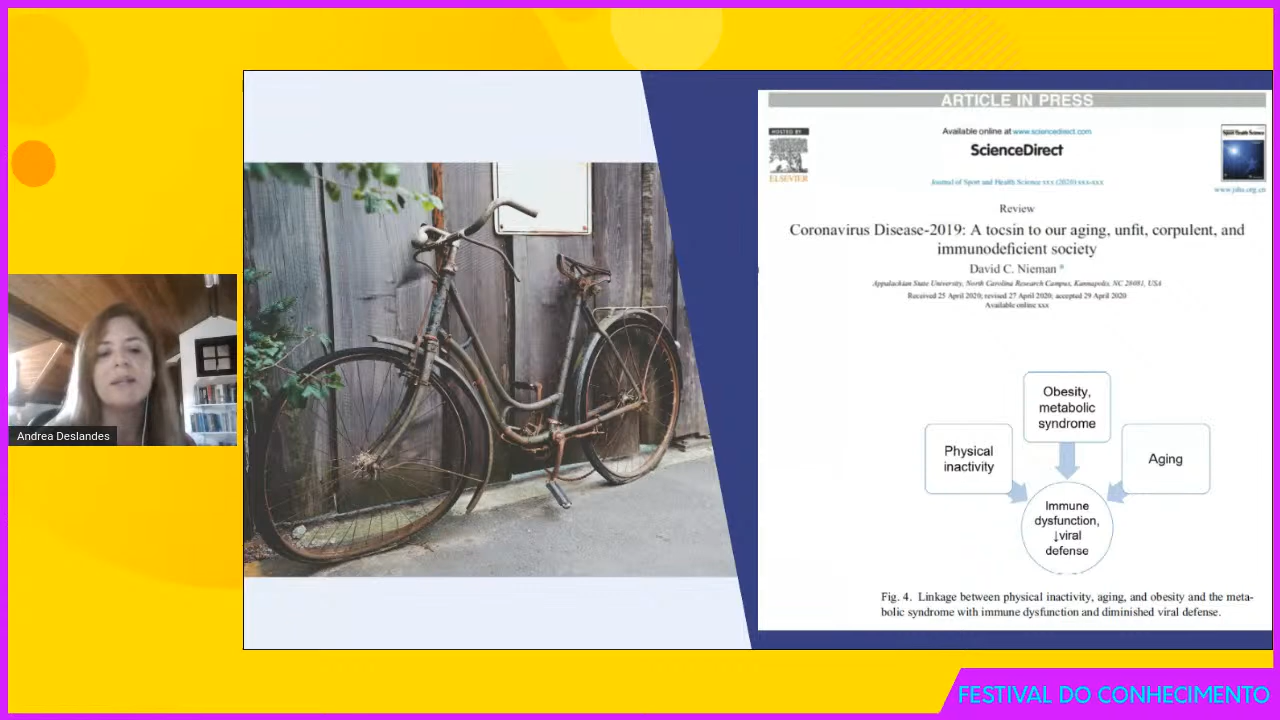 ARTICLE IN PRESS
HOSTED BY
ELSEVIER
Available online at www.sciencedirect.com
ScienceDirect
Journal of Sport and Health Science xxx (2020) xxx-xxx
www.jshs.org.cn
Review
Coronavirus Disease-2019: A tocsin to our aging, unfit, corpulent, and
immunodeficient society
David C. Nieman *
Appalachian State University, North Carolina Research Campus, Kannapolis, NC 28081, USA
Received 25 April 2020; revised 27 April 2020; accepted 29 April 2020
Available online xxx
Obesity,
metabolic
syndrome
Physical
inactivity
Aging
Immune
dysfunction,
↓viral
defense
Fig. 4. Linkage between physical inactivity, aging, and obesity and the meta-
bolic syndrome with immune dysfunction and diminished viral defense.
Andrea Deslandes
FESTIVAL DO CONHECIMENTO